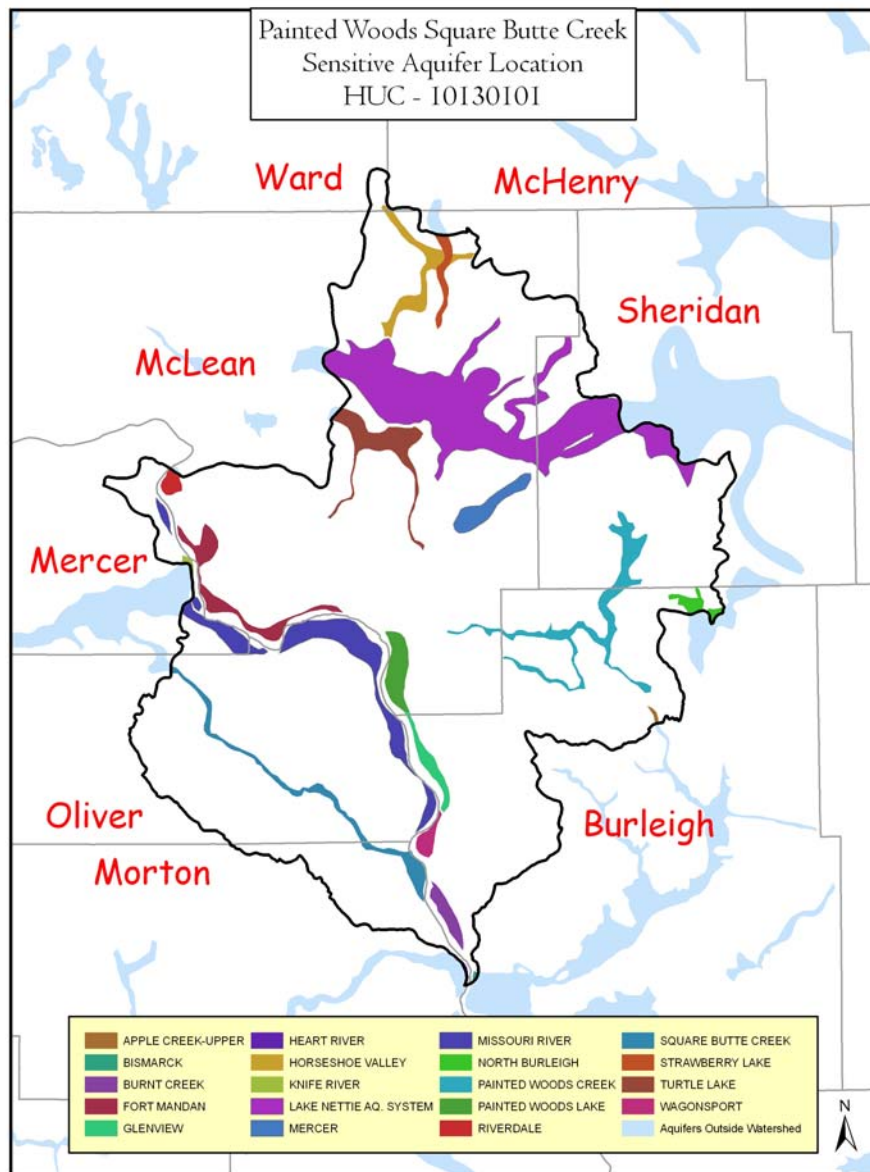 Painted Woods Square Butte Creek
Sensitive Aquifer Location
HUC - 10130101
Ward
McHenry
Sheridan
McLean
Mercer
Oliver
Burleigh
Morton
APPLE CREEK-UPPER
BISMARCK
BURNT CREEK
FORT MANDAN
GLENVIEW
HEART RIVER
HORSESHOE VALLEY
KNIFE RIVER
LAKE NETTIE AQ. SYSTEM
MERCER
MISSOURI RIVER
NORTH BURLEIGH
PAINTED WOODS CREEK
PAINTED WOODS LAKE
RIVERDALE
SQUARE BUTTE CREEK
STRAWBERRY LAKE
TURTLE LAKE
WAGONSPORT
Aquifers Outside Watershed
N